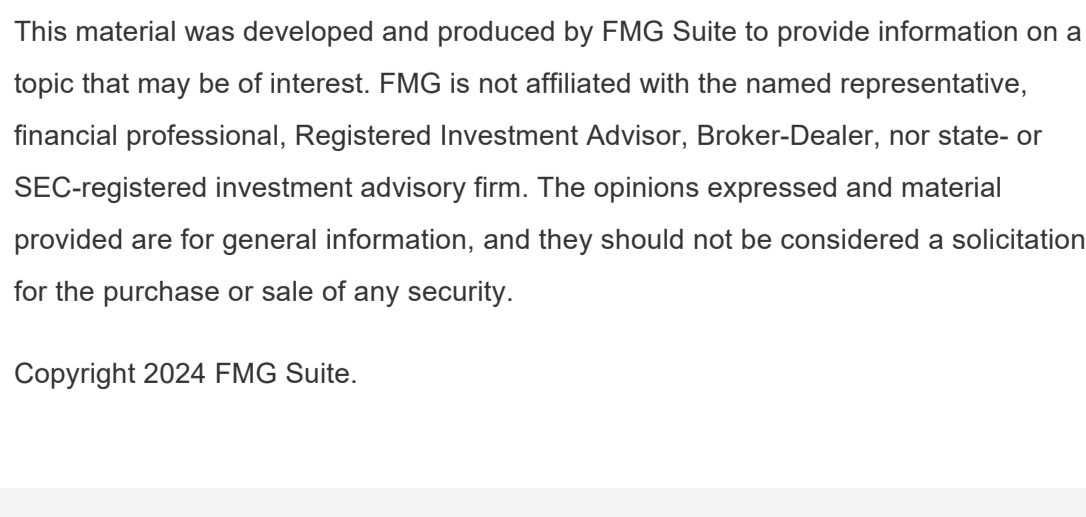 This material was developed and produced by FMG Suite to provide information on a
topic that may be of interest. FMG is not affiliated with the named representative,
financial professional, Registered Investment Advisor, Broker-Dealer, nor state- or
SEC-registered investment advisory firm. The opinions expressed and material
provided are for general information, and they should not be considered a solicitation
for the purchase or sale of any security.
Copyright 2024 FMG Suite.